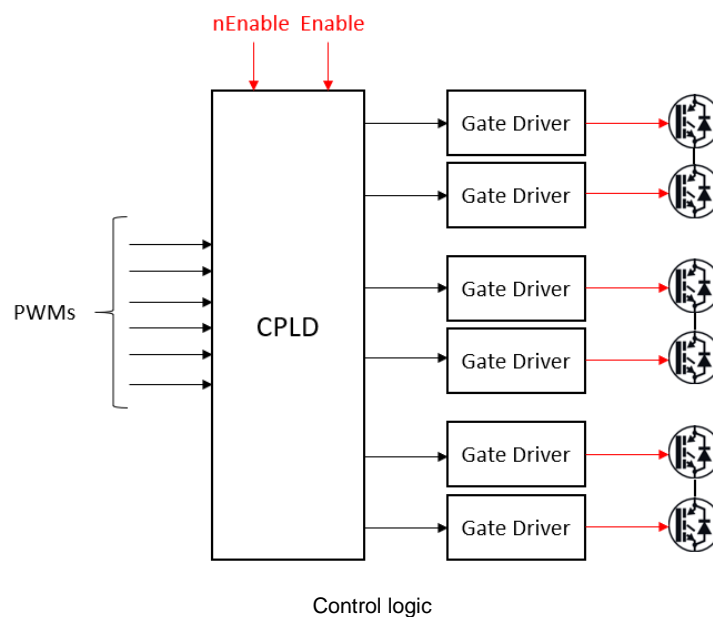 nEnable Enable
Gate Driver
Gate Driver
Gate Driver
PWMs
CPLD
Gate Driver
Gate Driver
Gate Driver
Control logic